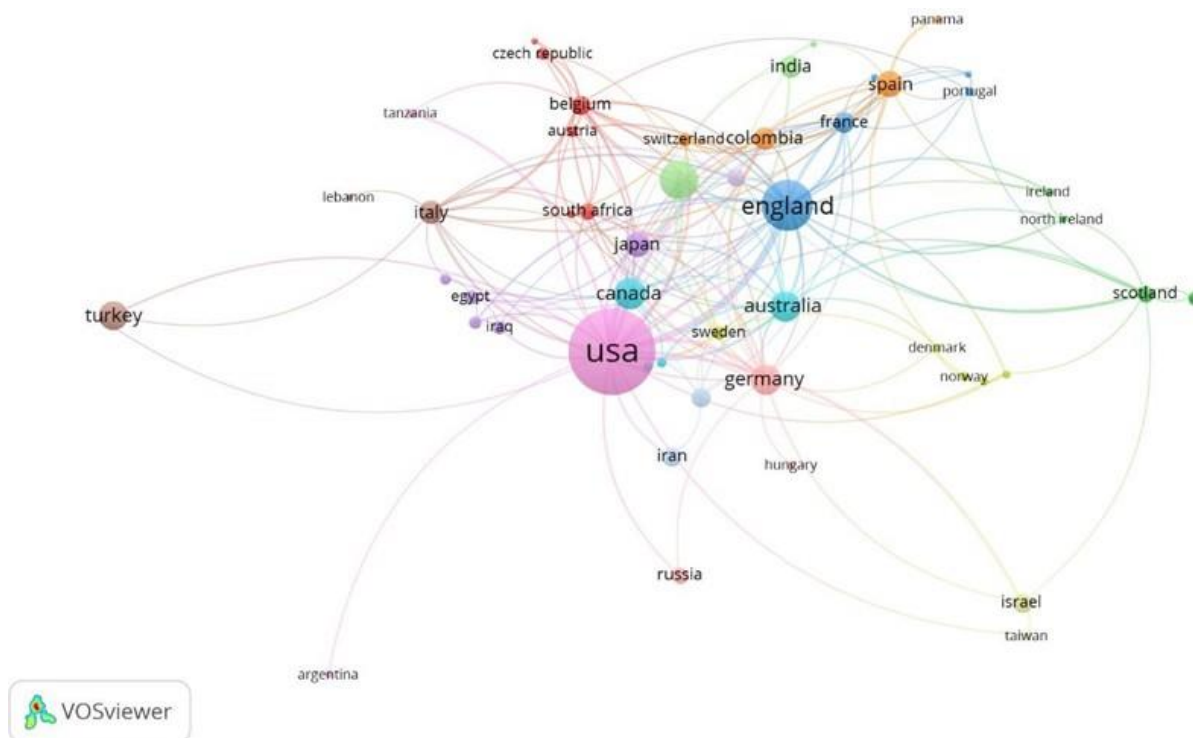 panama
czech republic
india
spain
portugal
belgium
tanzania
france
austria
switzerland
colombia
lebanon
italy
south africa
england
ireland
north ireland
japan
egypt
canada
australia
scotland
turkey
iraq
sweden
usa
denmark
norway
germany
iran
hungary
russia
israel
taiwan
argentina
VOSviewer